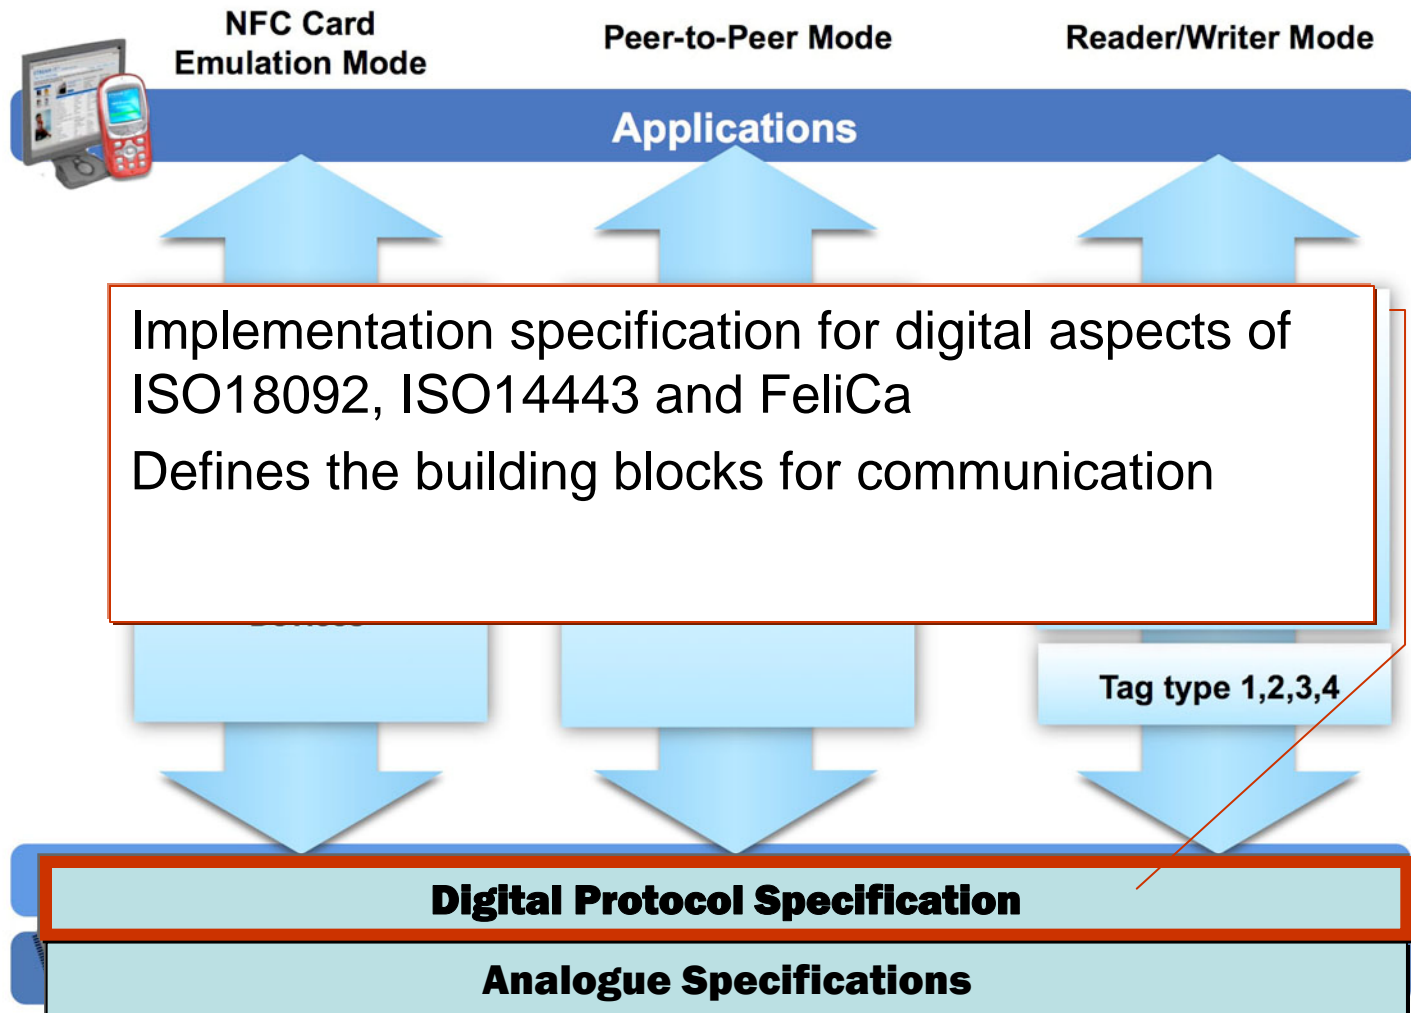 NFC Card
Emulation Mode
Peer-to-Peer Mode
Reader/Writer Mode
Applications
Implementation specification for digital aspects of
ISO18092, ISO14443 and FeliCa
Defines the building blocks for communication
Tag type 1,2,3,4
Digital Protocol Specification
Analogue Specifications